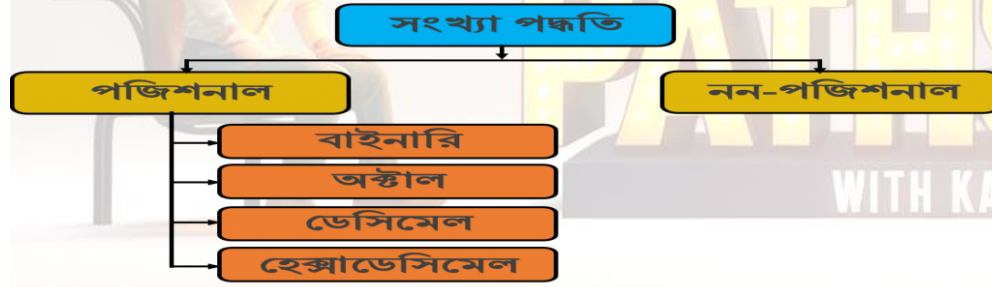 সংখ্যা পদ্ধতি
পজিশনাল
নন-পজিশনাল
বাইনারি
অক্টাল
ডেসিমেল
হেক্সাডেসিমেল
WITH KA